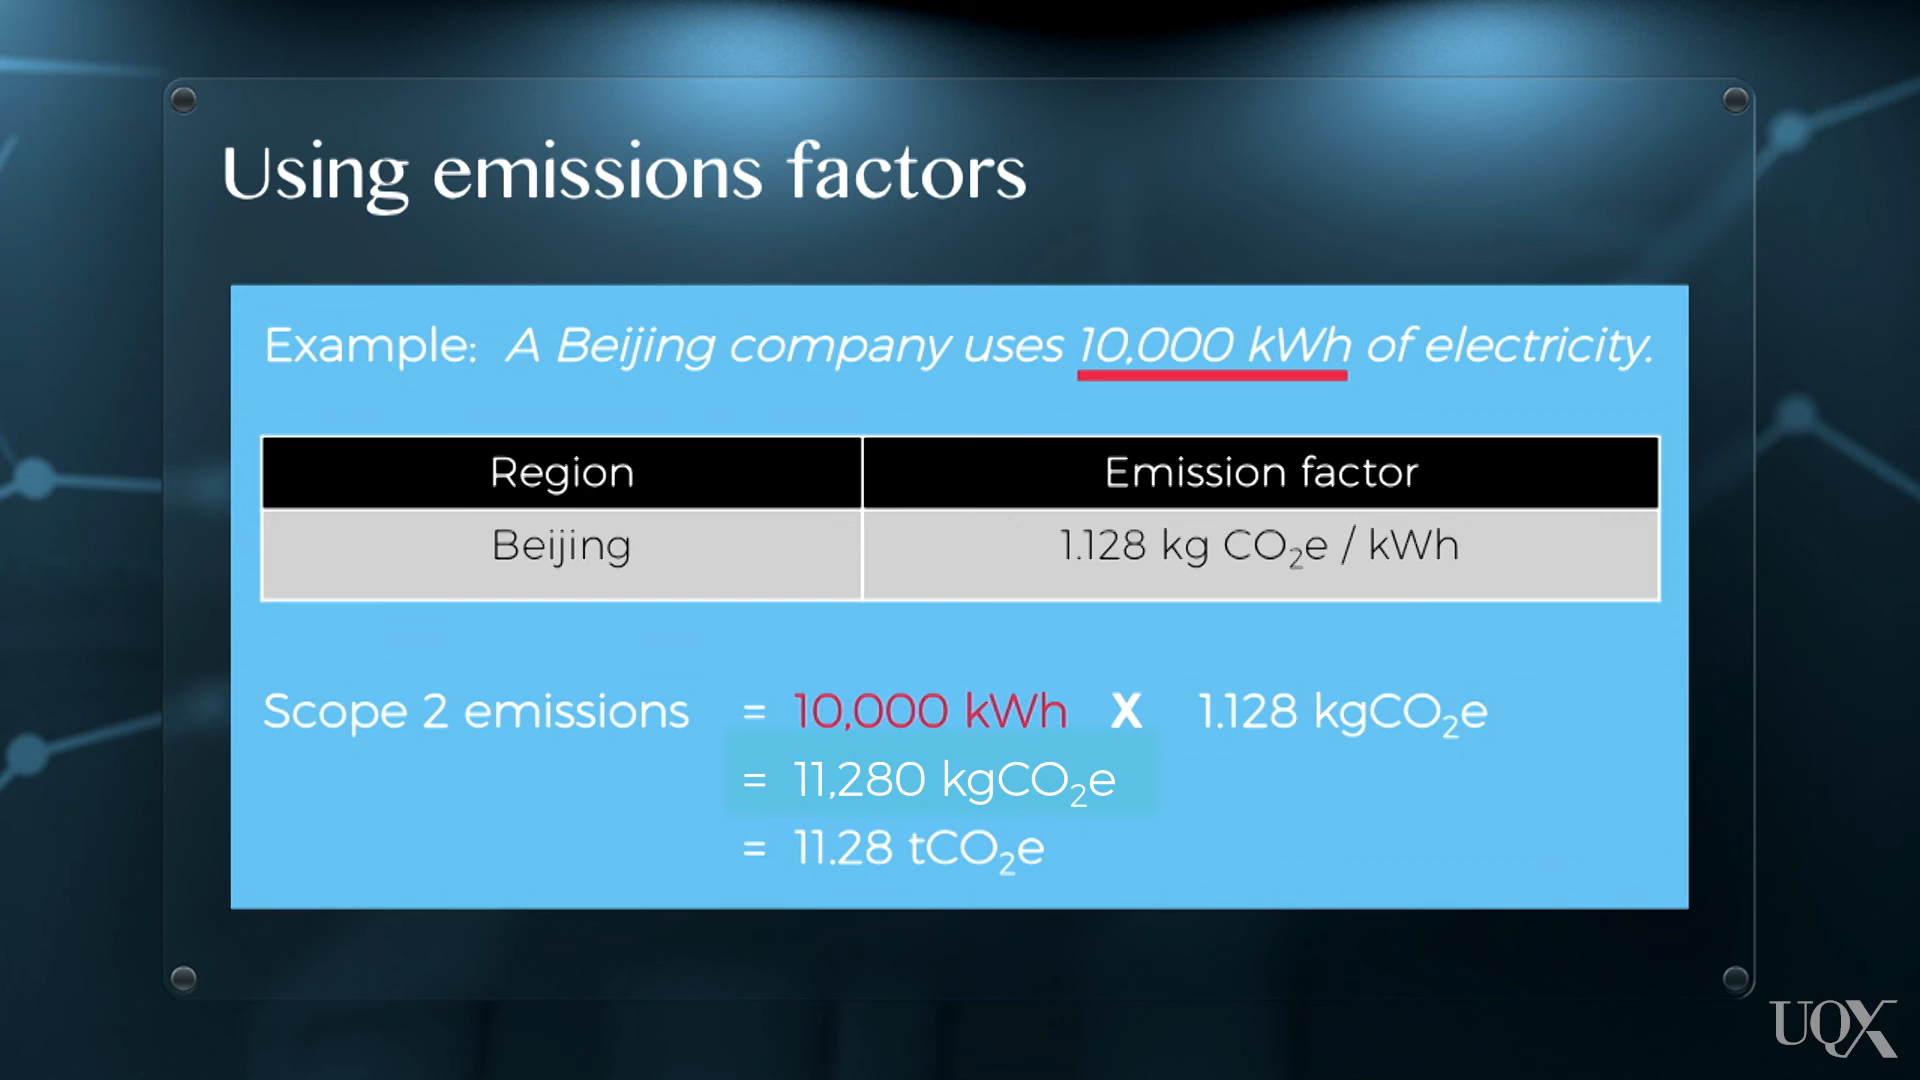 Using emissions factors
Example: A Beijing company uses 10,000 kWh of electricity.
Region Emission factor
Beijing 1.128 kg CO₂e / kWh
Scope 2 emissions = 10,000 kWh X 1.128 kgCO₂e
= 11,280 kgCO₂e
= 11.28 tCO₂e
UQX